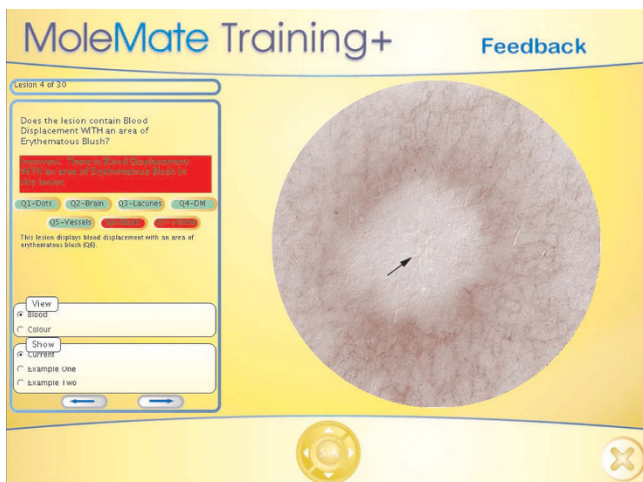 MoleMate Training+
Feedback
Lesion 4 of 30
Does the lesion contain Blood
Displacement WITH an area of
Erythematous Blush?
Incorrect. There is Blood Displacement
WITH an area of Erythematous Blush in
this lesion.
Q1-Dots Q2-Brain Q3-Lacunes Q4-DM
Q5-Vessels
This lesion displays blood displacement with an area of
erythematous blush (Q6).
View
Blood
Colour
Show
Current
Example One
Example Two
SIA